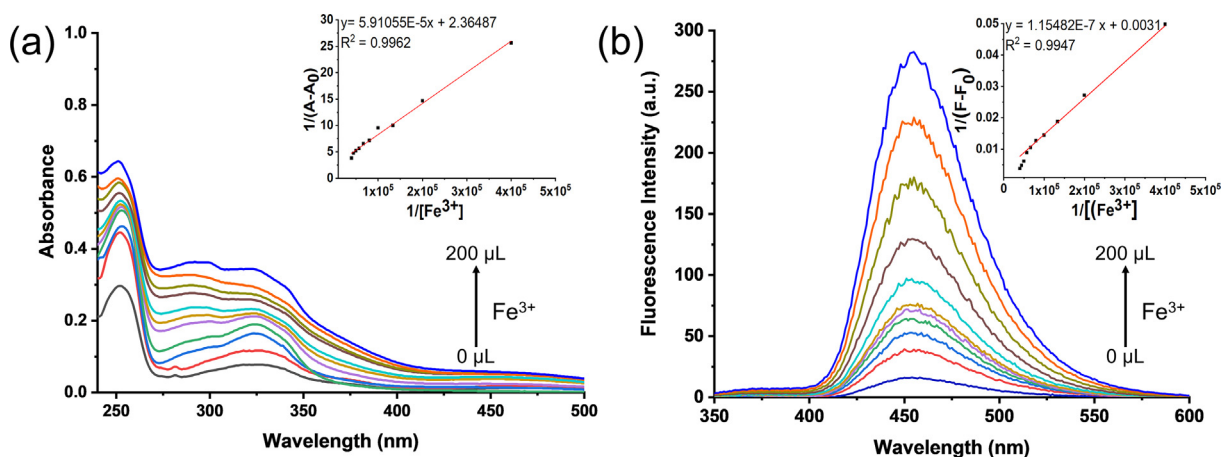 (a)
y= 5.91055E-5x + 2.36487
R² = 0.9962
30
25
20
15
10
5
0
1/(A-A₀)
1x10⁵ 2x10⁵ 3x10⁵ 4x10⁵ 5x10⁵
1/[Fe³⁺]
1.0
0.8
0.6
0.4
0.2
0.0
Absorbance
200 µL
Fe³⁺
0 µL
250 300 350 400 450 500
Wavelength (nm)
(b)
y = 1.15482E-7 x + 0.0031
R² = 0.9947
0.05
0.04
0.03
0.02
0.01
1/(F-F₀)
0 1x10⁵ 2x10⁵ 3x10⁵ 4x10⁵ 5x10⁵
1/[(Fe³⁺]
300
250
200
150
100
50
0
Fluorescence Intensity (a.u.)
200 µL
Fe³⁺
0 µL
350 400 450 500 550 600
Wavelength (nm)